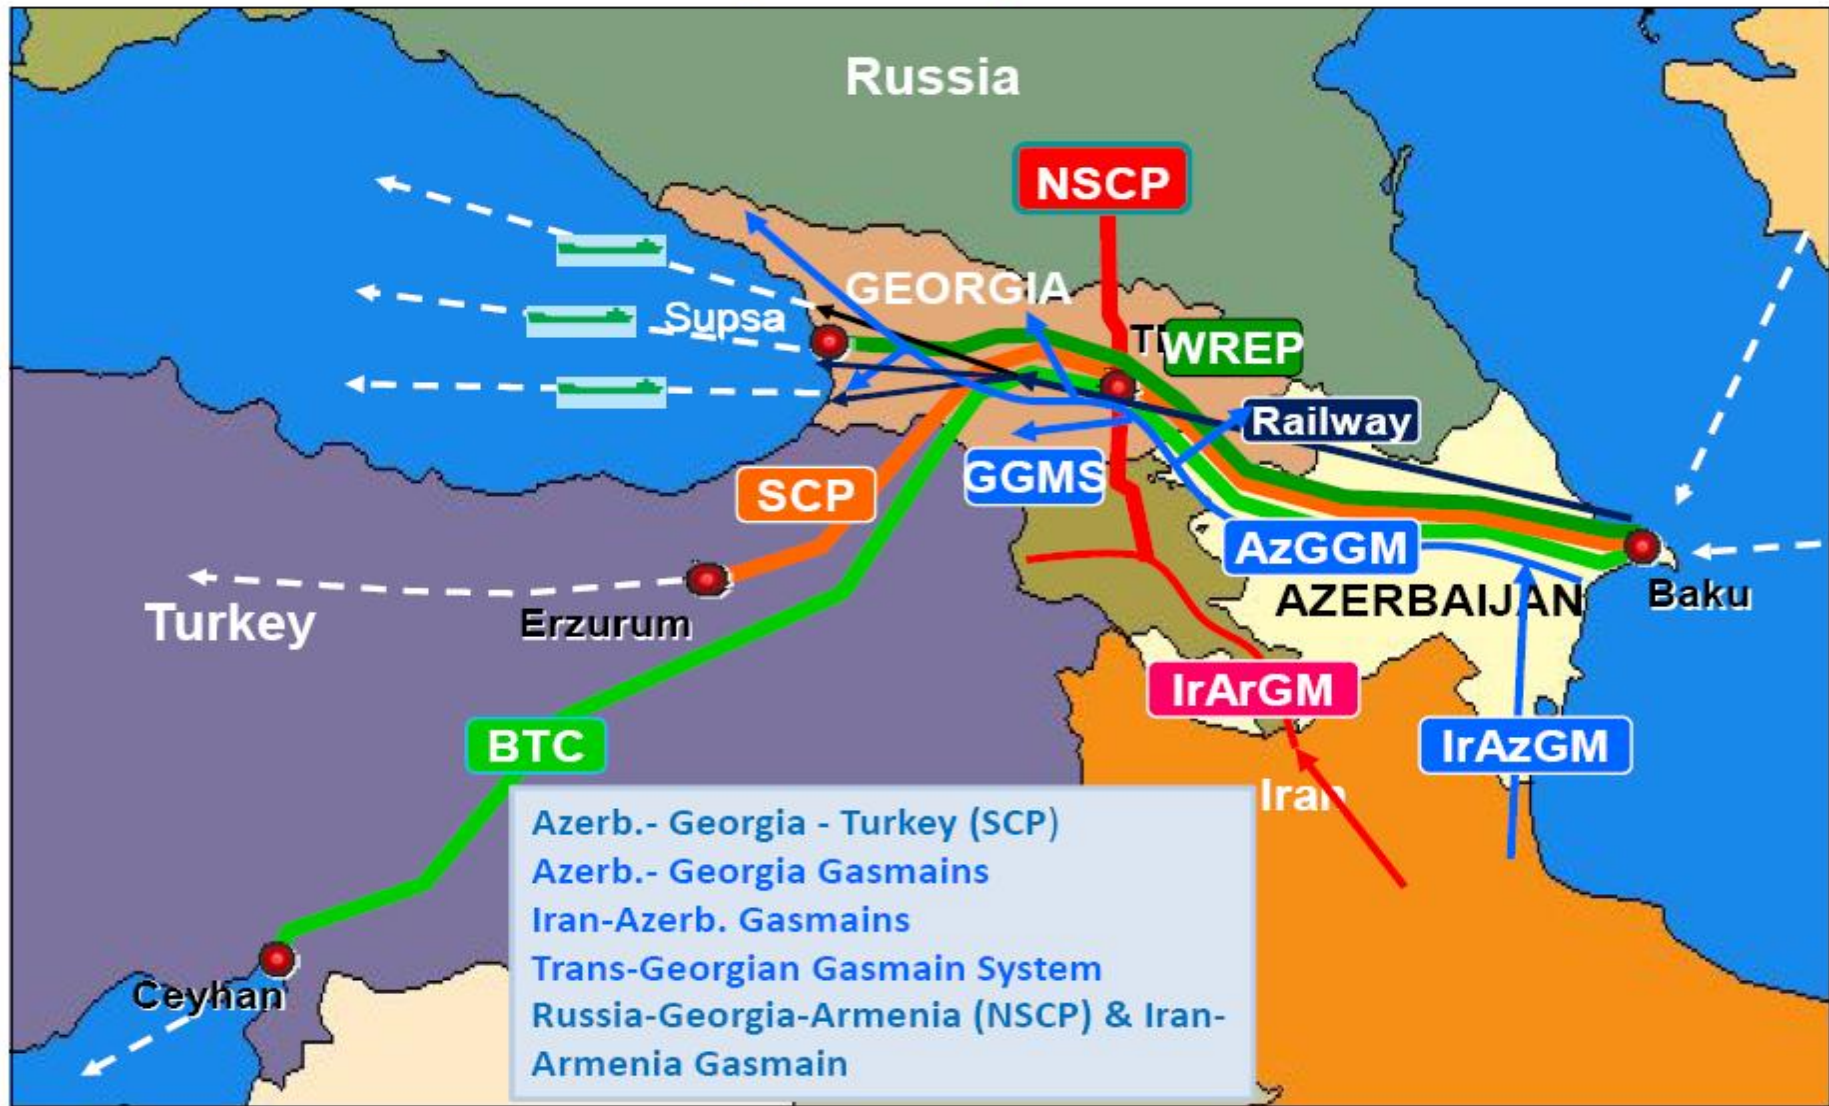 Russia
NSCP
GEORGIA
Supsa
WREP
Railway
SCP
GGMS
AzGGM
AZERBAIJAN
Baku
Erzurum
Turkey
IrArGM
BTC
IrAzGM
Iran
Azerb.- Georgia - Turkey (SCP)
Azerb.- Georgia Gasmains
Iran-Azerb. Gasmains
Trans-Georgian Gasmain System
Russia-Georgia-Armenia (NSCP) & Iran-
Armenia Gasmain
Ceyhan